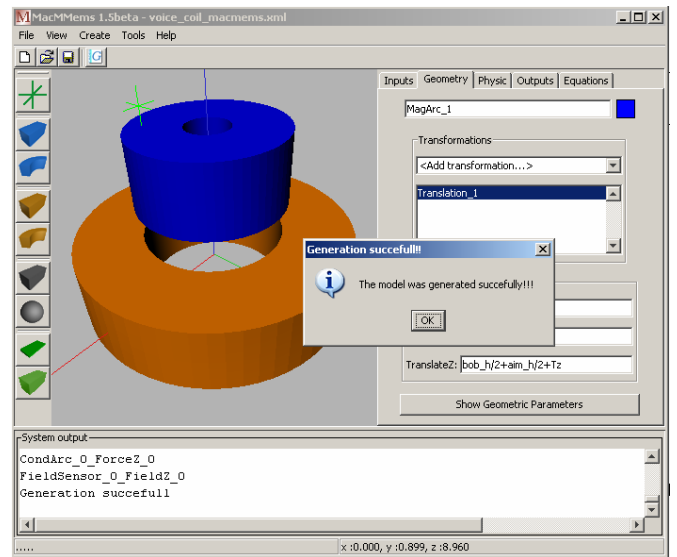 MacMMems 1.5beta - voice_coil_macmems.xml
File View Create Tools Help
Inputs Geometry Physic Outputs Equations
MagArc_1
Transformations
<Add transformation...>
Translation_1
Generation succefull!!
The model was generated succefully!!!
OK
TranslateZ: bob_h/2+aim_h/2+Tz
Show Geometric Parameters
System output
CondArc_0_ForceZ_0
FieldSensor_0_FieldZ_0
Generation succefull
..... x :0.000, y :0.899, z :8.960